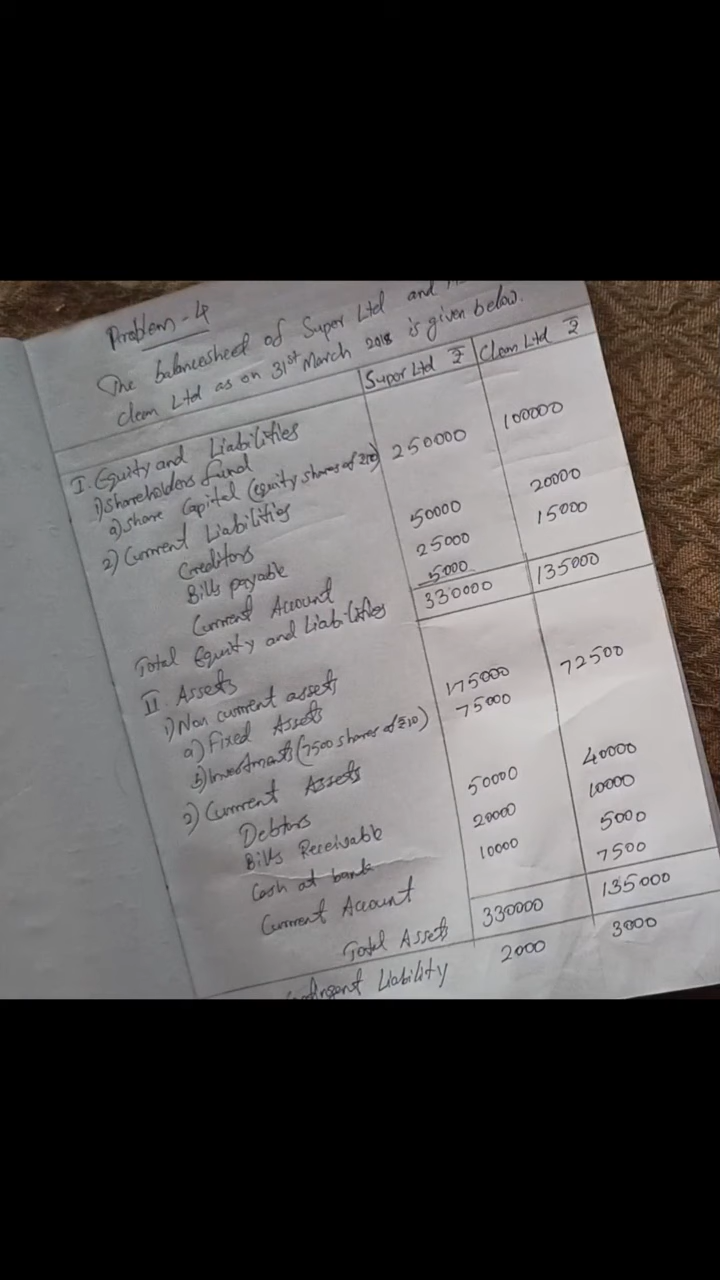 Problem - 4
The balancesheet of Super Ltd and
Clean Ltd as on 31st March 2018 is given below.
Super Ltd ₹ Clean Ltd ₹
I. Equity and Liabilities
1) Shareholders fund
a) Share Capital (equity shares of ₹10) 250000 100000
2) Current Liabilities
Creditors 50000 20000
Bills payable 25000 15000
Current Account 5000
Total Equity and Liabilities 330000 135000
II. Assets
1) Non current assets
a) Fixed Assets 175000 72500
b) Investments (7500 shares of ₹10) 75000
2) Current Assets
Debtors 50000 40000
Bills Receivable 20000 10000
Cash at bank 10000 5000
Current Account 7500
Total Assets 330000 135000
Liability 2000 3000